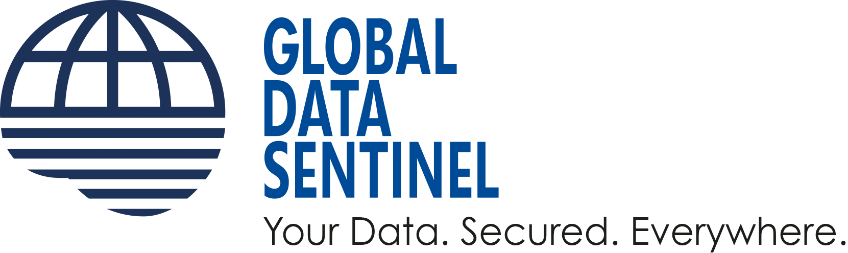 GLOBAL
DATA
SENTINEL
Your Data. Secured. Everywhere.